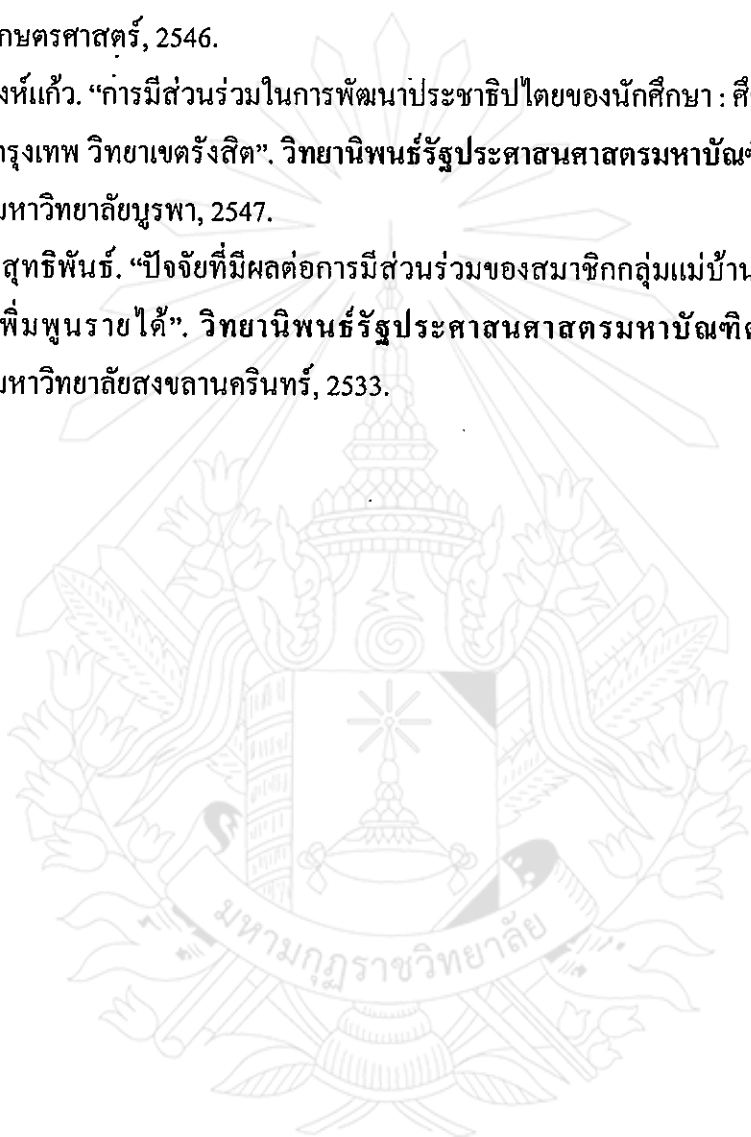 กษตรศาสตร์, 2546.
งห์แก้ว. “การมีส่วนร่วมในการพัฒนาประชาธิปไตยของนักศึกษา : ศึ
กรุงเทพ วิทยาเขตรังสิต”. วิทยานิพนธ์รัฐประศาสนศาสตรมหาบัณฑ
มหาวิทยาลัยบูรพา, 2547.
สุทธิพันธ์. “ปัจจัยที่มีผลต่อการมีส่วนร่วมของสมาชิกกลุ่มแม่บ้าน
พิ่มพูนรายได้”. วิทยานิพนธ์รัฐประศาสนศาสตรมหาบัณฑิต
มหาวิทยาลัยสงขลานครินทร์, 2533.
มหามกุฏราชวิทยาลัย